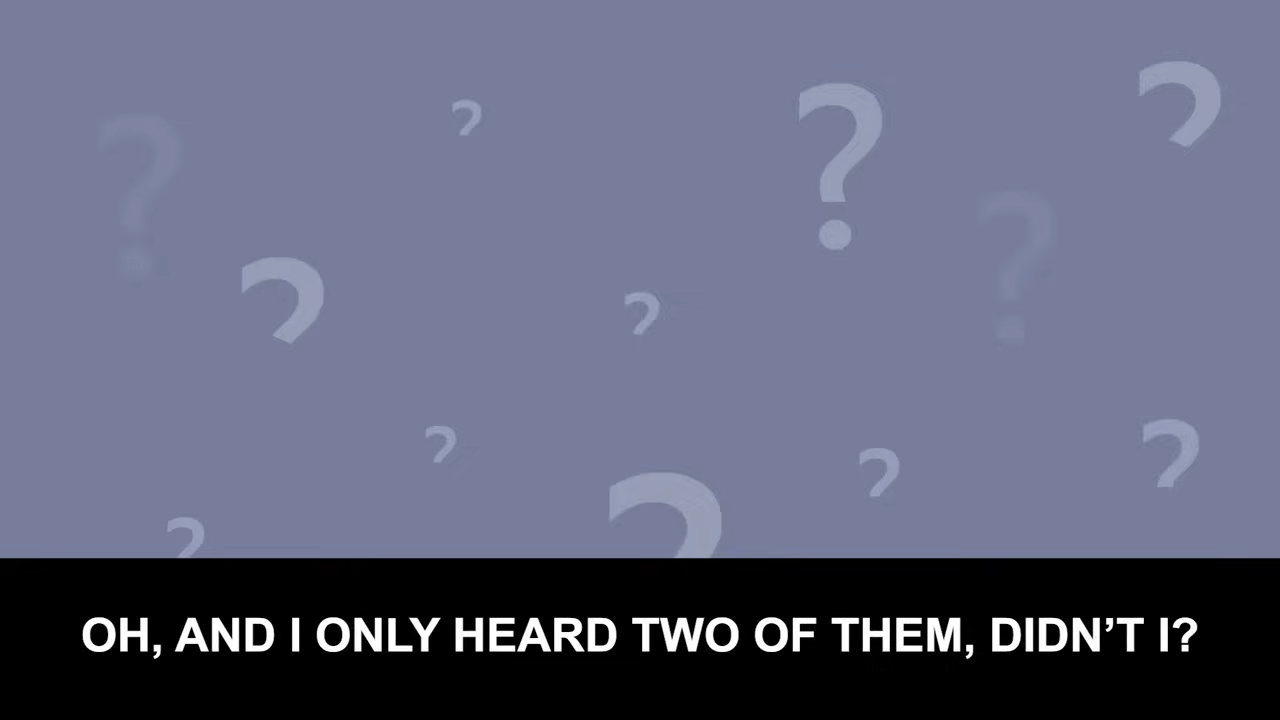 OH, AND I ONLY HEARD TWO OF THEM, DIDN’T I?